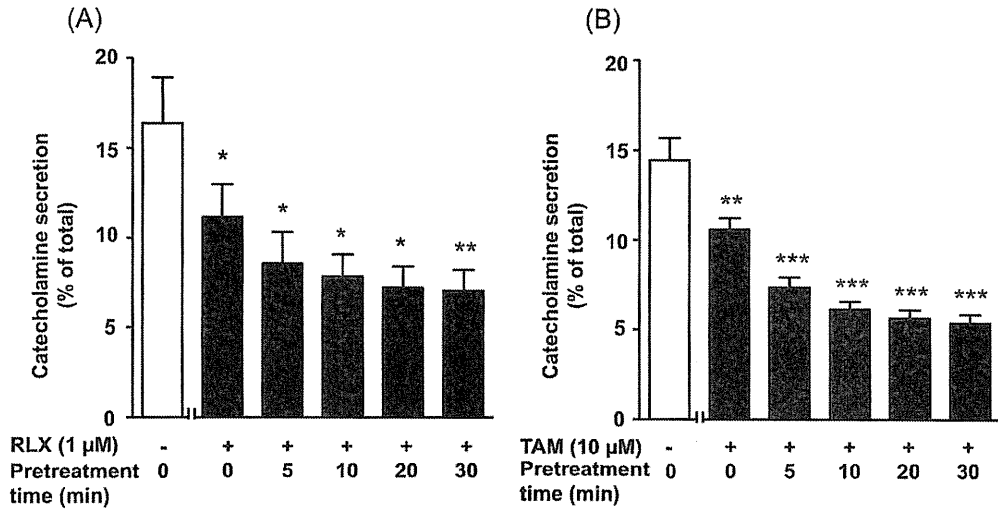 (A)
Catecholamine secretion
(% of total)
20
15
10
5
0
*
*
*
*
**
RLX (1 µM) - + + + + +
Pretreatment 0 0 5 10 20 30
time (min)
(B)
Catecholamine secretion
(% of total)
20
15
10
5
0
**
***
***
***
***
TAM (10 µM) - + + + + +
Pretreatment 0 0 5 10 20 30
time (min)